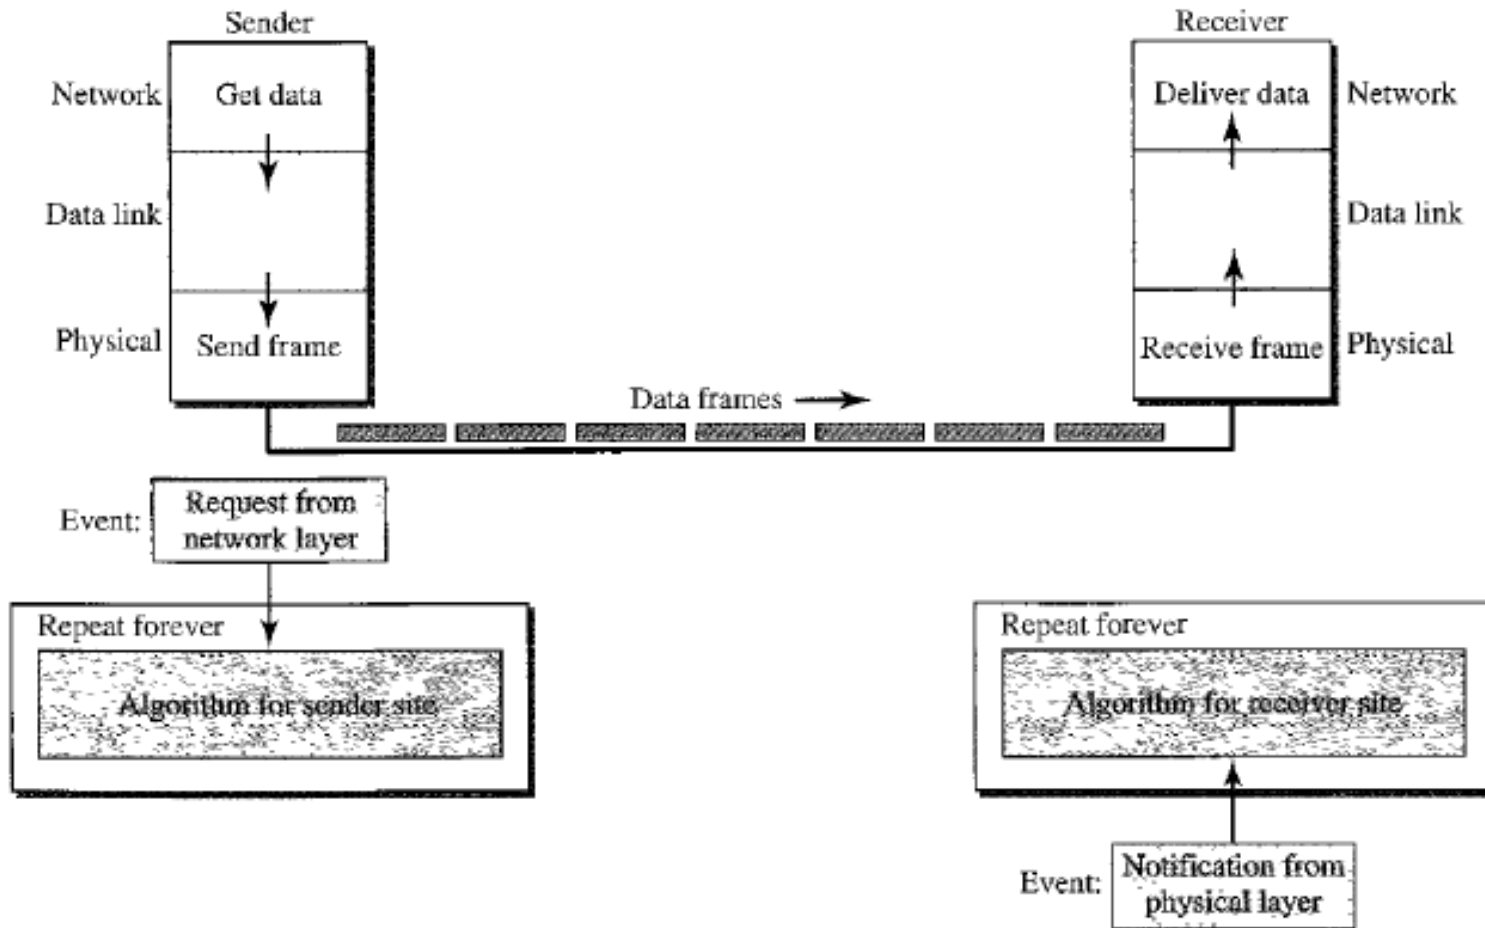 Sender
Receiver
Network
Get data
Deliver data
Network
Data link
Data link
Physical
Send frame
Receive frame
Physical
Data frames
Event:
Request from
network layer
Repeat forever
Algorithm for sender site
Repeat forever
Algorithm for receiver site
Event:
Notification from
physical layer